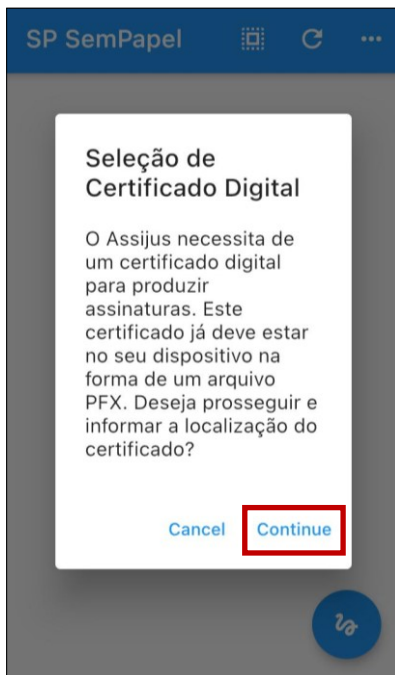 SP SemPapel
Seleção de
Certificado Digital
O Assijus necessita de
um certificado digital
para produzir
assinaturas. Este
certificado já deve estar
no seu dispositivo na
forma de um arquivo
PFX. Deseja prosseguir e
informar a localização do
certificado?
Cancel Continue